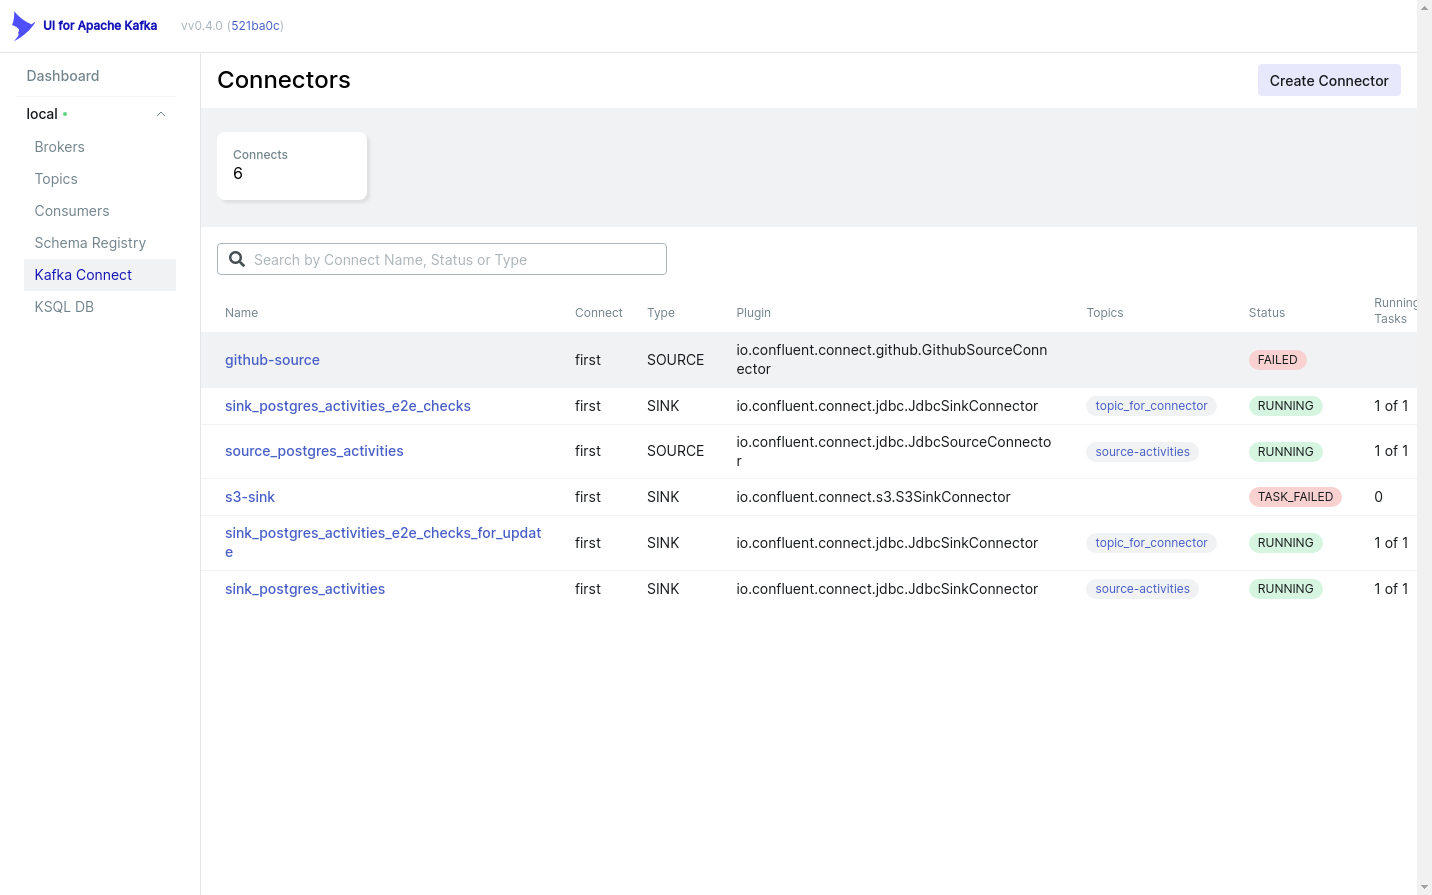 UI for Apache Kafka vv0.4.0 (521ba0c)
Dashboard
local
Brokers
Topics
Consumers
Schema Registry
Kafka Connect
KSQL DB
Connectors
Create Connector
Connects
6
Search by Connect Name, Status or Type
Name Connect Type Plugin Topics Status Running
Tasks
github-source first SOURCE io.confluent.connect.github.GithubSourceConn
ector FAILED
sink_postgres_activities_e2e_checks first SINK io.confluent.connect.jdbc.JdbcSinkConnector topic_for_connector RUNNING 1 of 1
source_postgres_activities first SOURCE io.confluent.connect.jdbc.JdbcSourceConnecto
r source-activities RUNNING 1 of 1
s3-sink first SINK io.confluent.connect.s3.S3SinkConnector TASK_FAILED 0
sink_postgres_activities_e2e_checks_for_updat
e first SINK io.confluent.connect.jdbc.JdbcSinkConnector topic_for_connector RUNNING 1 of 1
sink_postgres_activities first SINK io.confluent.connect.jdbc.JdbcSinkConnector source-activities RUNNING 1 of 1